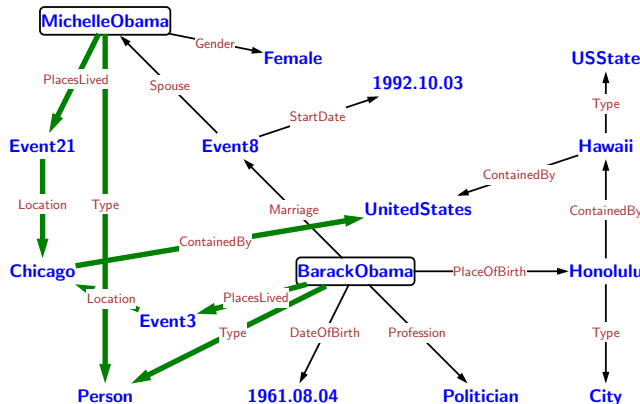 MichelleObama
Gender
Female
USState
PlacesLived
Spouse
1992.10.03
Type
StartDate
Event21
Event8
Hawaii
ContainedBy
Location
Type
Marriage
UnitedStates
ContainedBy
ContainedBy
Chicago
BarackObama
PlaceOfBirth
Honolulu
Location
PlacesLived
Event3
Type
DateOfBirth
Profession
Type
Person
1961.08.04
Politician
City